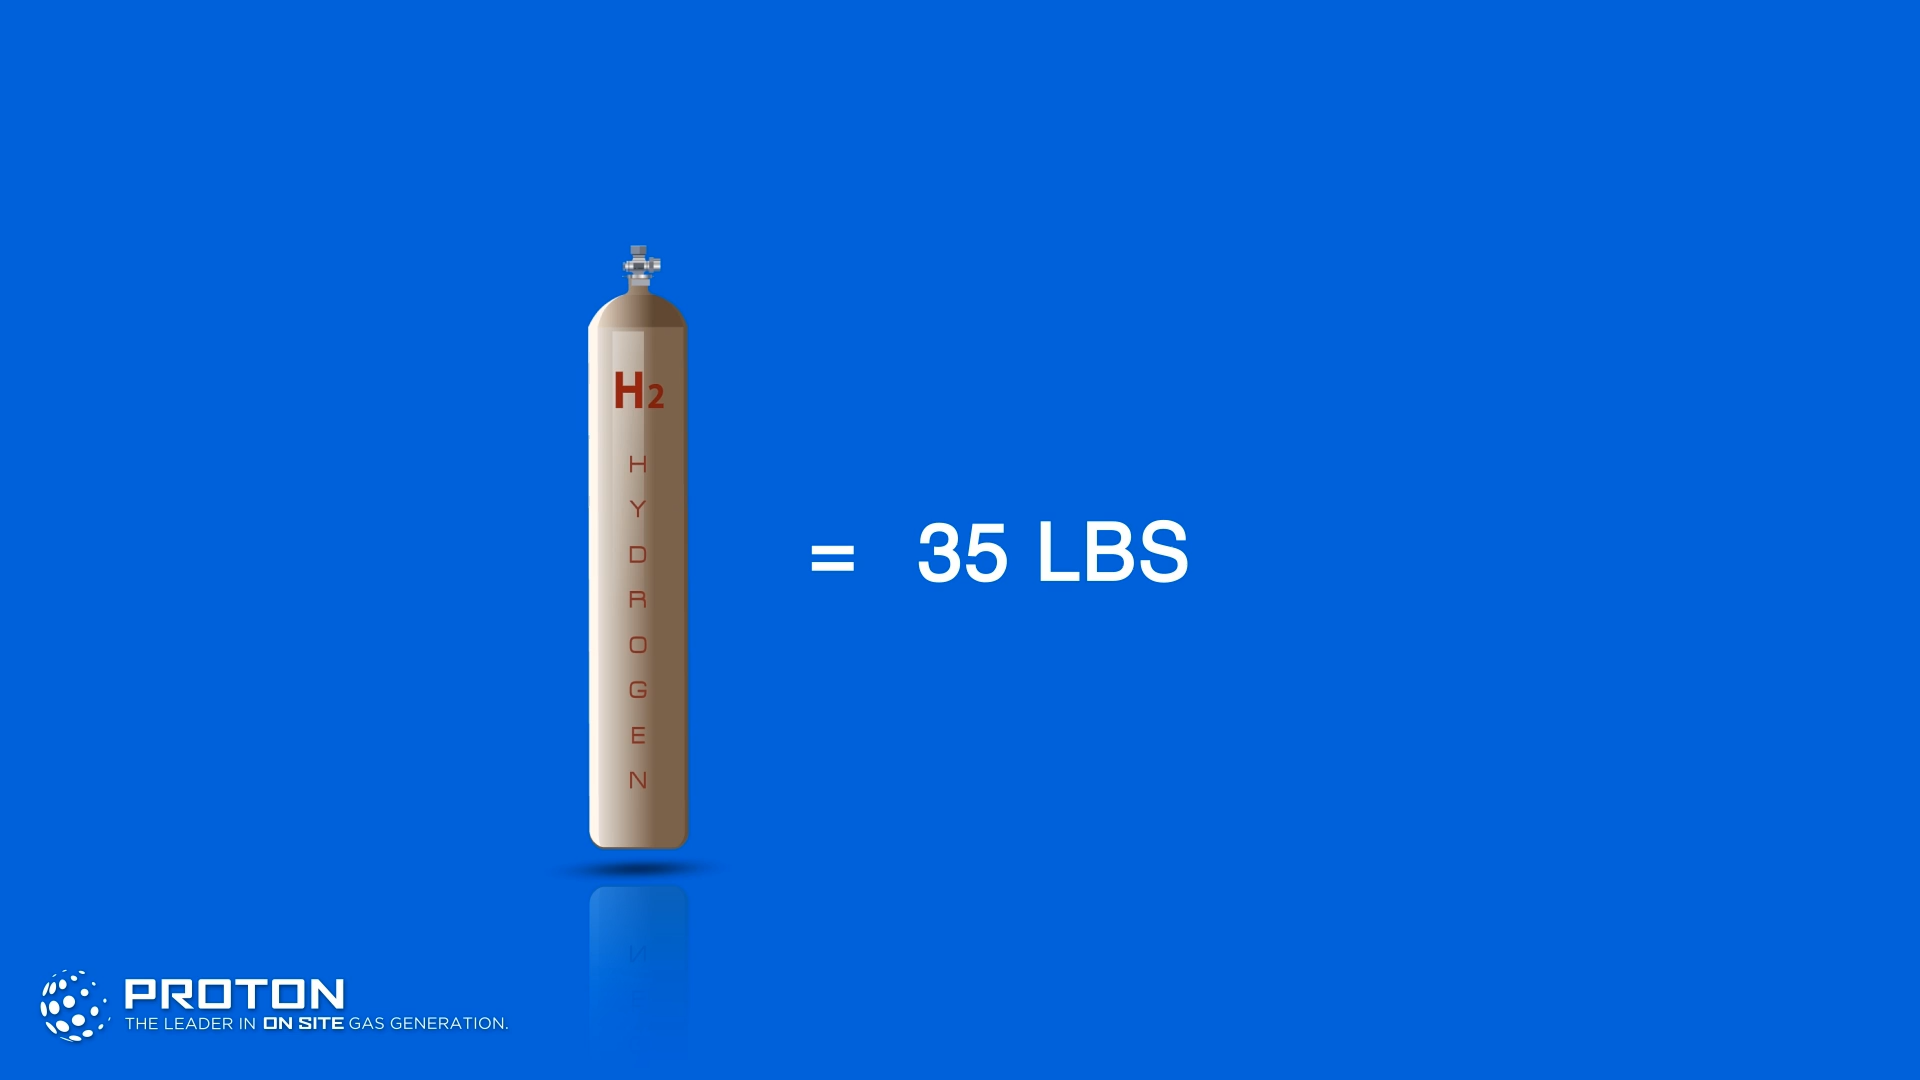 H2
HYDROGEN
= 35 LBS
PROTON
THE LEADER IN ON SITE GAS GENERATION.